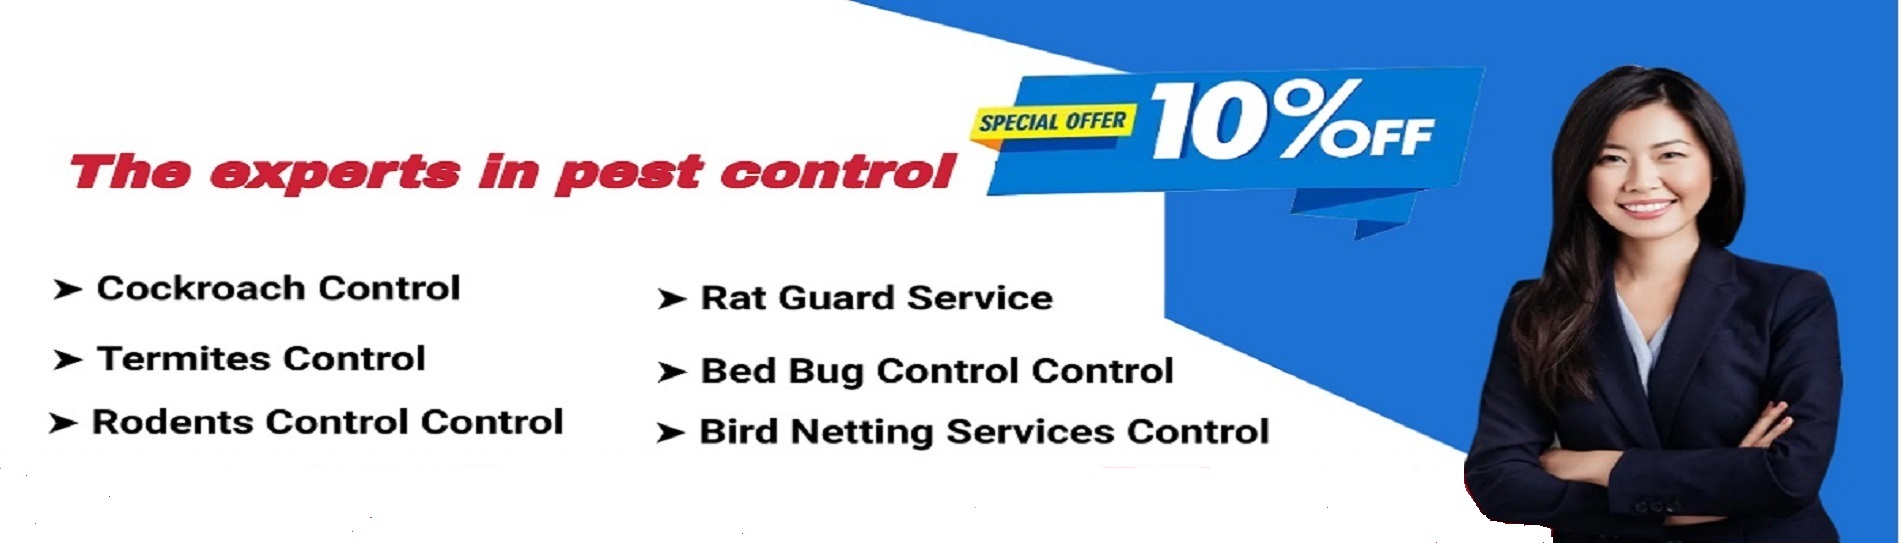 SPECIAL OFFER 10% OFF
The experts in pest control
➤ Cockroach Control
➤ Termites Control
➤ Rodents Control Control
➤ Rat Guard Service
➤ Bed Bug Control Control
➤ Bird Netting Services Control